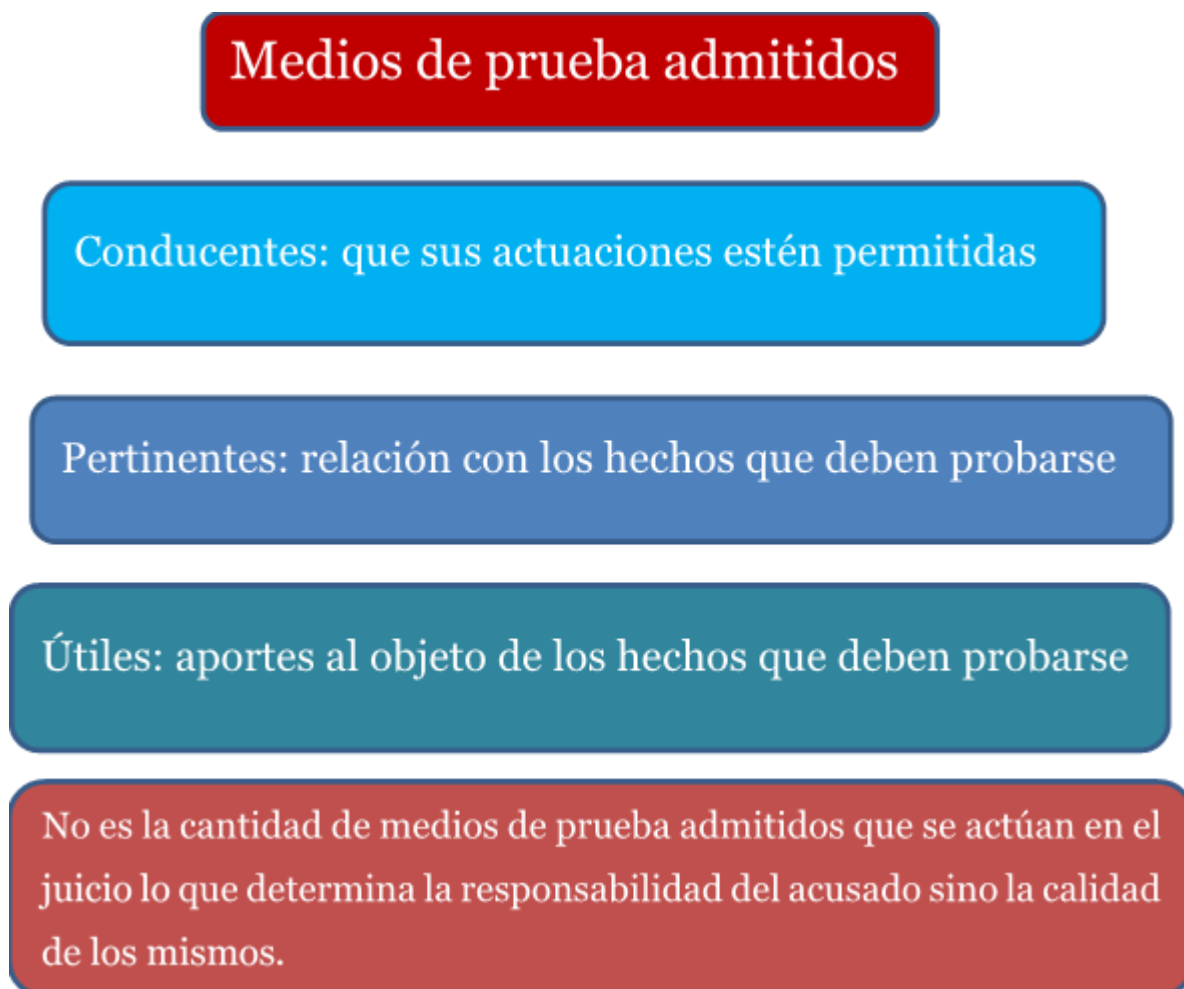 Medios de prueba admitidos
Conducentes: que sus actuaciones estén permitidas
Pertinentes: relación con los hechos que deben probarse
Útiles: aportes al objeto de los hechos que deben probarse
No es la cantidad de medios de prueba admitidos que se actúan en el
juicio lo que determina la responsabilidad del acusado sino la calidad
de los mismos.